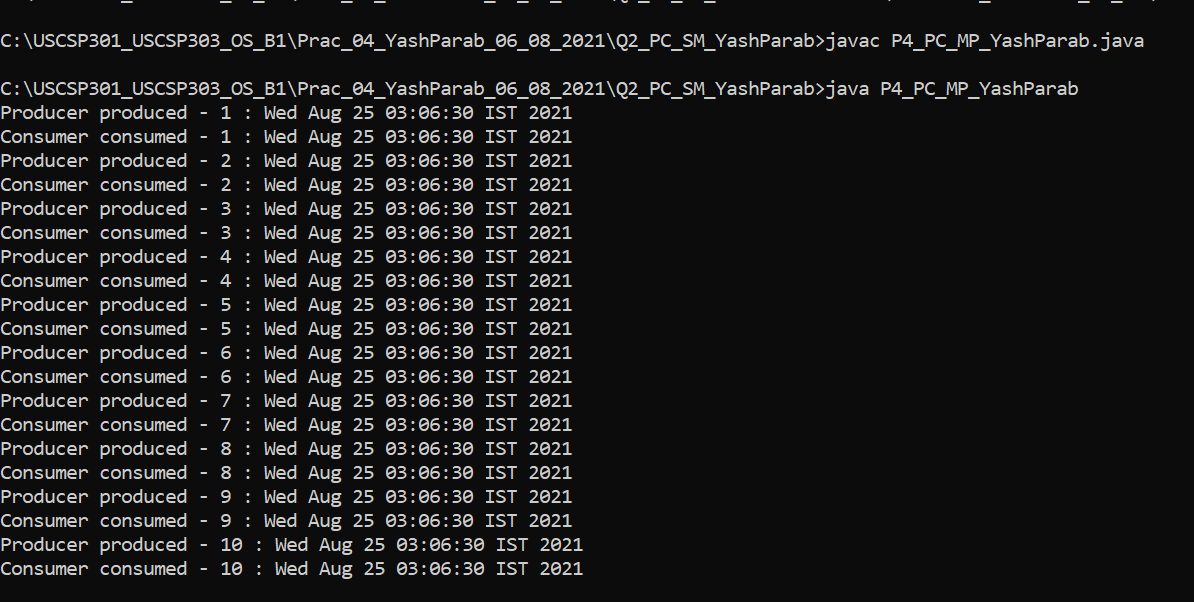 C:\USCSP301_USCSP303_OS_B1\Prac_04_YashParab_06_08_2021\Q2_PC_SM_YashParab>javac P4_PC_MP_YashParab.java
C:\USCSP301_USCSP303_OS_B1\Prac_04_YashParab_06_08_2021\Q2_PC_SM_YashParab>java P4_PC_MP_YashParab
Producer produced - 1 : Wed Aug 25 03:06:30 IST 2021
Consumer consumed - 1 : Wed Aug 25 03:06:30 IST 2021
Producer produced - 2 : Wed Aug 25 03:06:30 IST 2021
Consumer consumed - 2 : Wed Aug 25 03:06:30 IST 2021
Producer produced - 3 : Wed Aug 25 03:06:30 IST 2021
Consumer consumed - 3 : Wed Aug 25 03:06:30 IST 2021
Producer produced - 4 : Wed Aug 25 03:06:30 IST 2021
Consumer consumed - 4 : Wed Aug 25 03:06:30 IST 2021
Producer produced - 5 : Wed Aug 25 03:06:30 IST 2021
Consumer consumed - 5 : Wed Aug 25 03:06:30 IST 2021
Producer produced - 6 : Wed Aug 25 03:06:30 IST 2021
Consumer consumed - 6 : Wed Aug 25 03:06:30 IST 2021
Producer produced - 7 : Wed Aug 25 03:06:30 IST 2021
Consumer consumed - 7 : Wed Aug 25 03:06:30 IST 2021
Producer produced - 8 : Wed Aug 25 03:06:30 IST 2021
Consumer consumed - 8 : Wed Aug 25 03:06:30 IST 2021
Producer produced - 9 : Wed Aug 25 03:06:30 IST 2021
Consumer consumed - 9 : Wed Aug 25 03:06:30 IST 2021
Producer produced - 10 : Wed Aug 25 03:06:30 IST 2021
Consumer consumed - 10 : Wed Aug 25 03:06:30 IST 2021